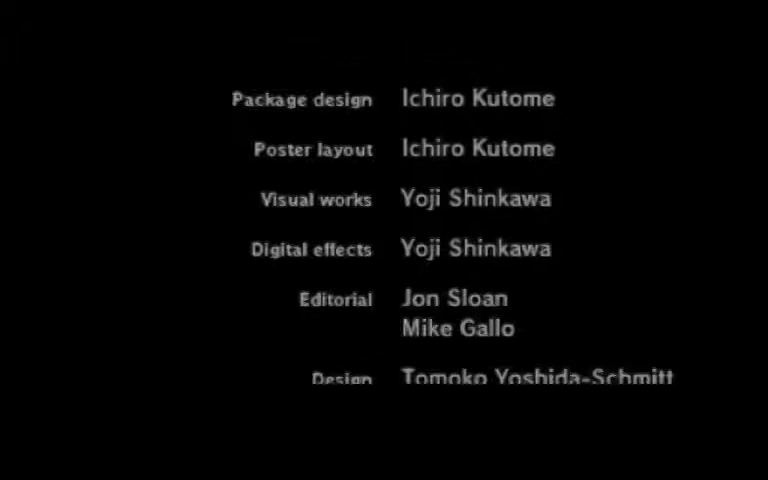 Package design Ichiro Kutome
Poster layout Ichiro Kutome
Visual works Yoji Shinkawa
Digital effects Yoji Shinkawa
Editorial Jon Sloan
Mike Gallo
Design Tomoko Yoshida-Schmitt